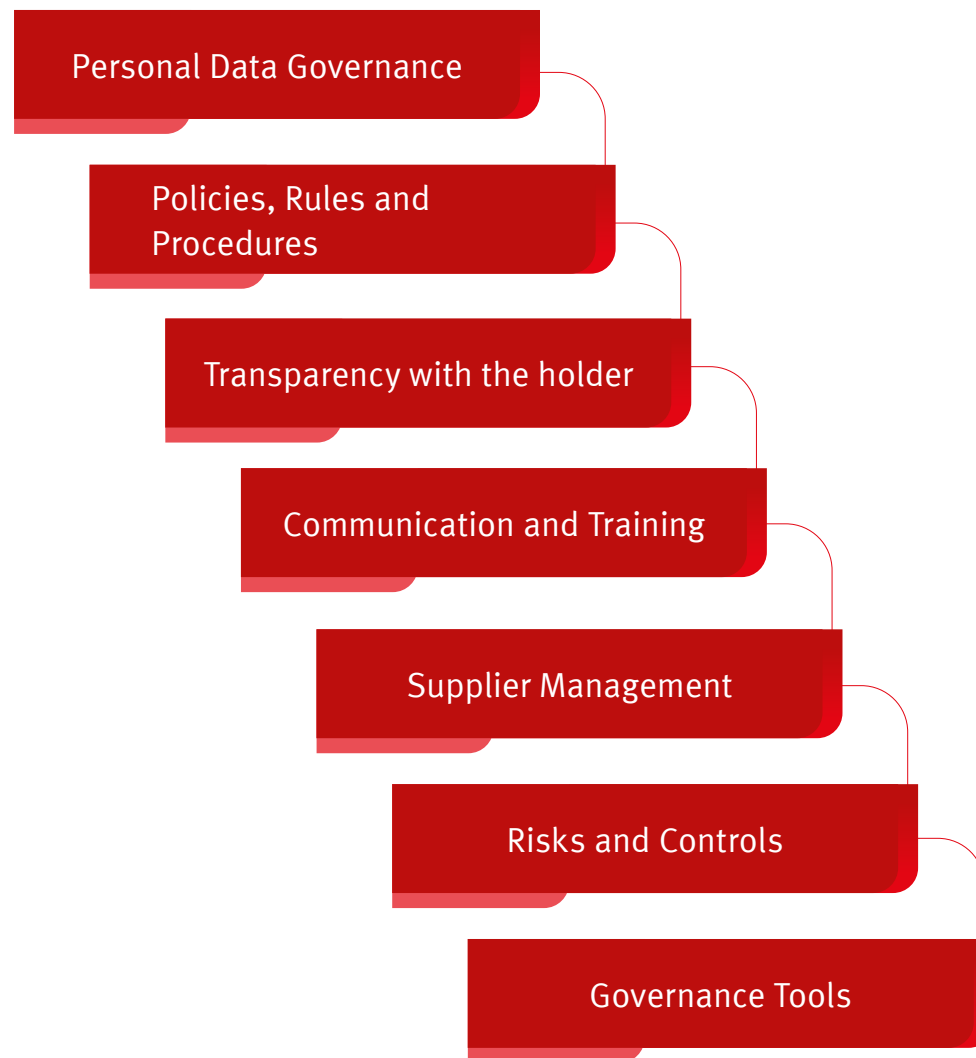 Personal Data Governance
Policies, Rules and
Procedures
Transparency with the holder
Communication and Training
Supplier Management
Risks and Controls
Governance Tools